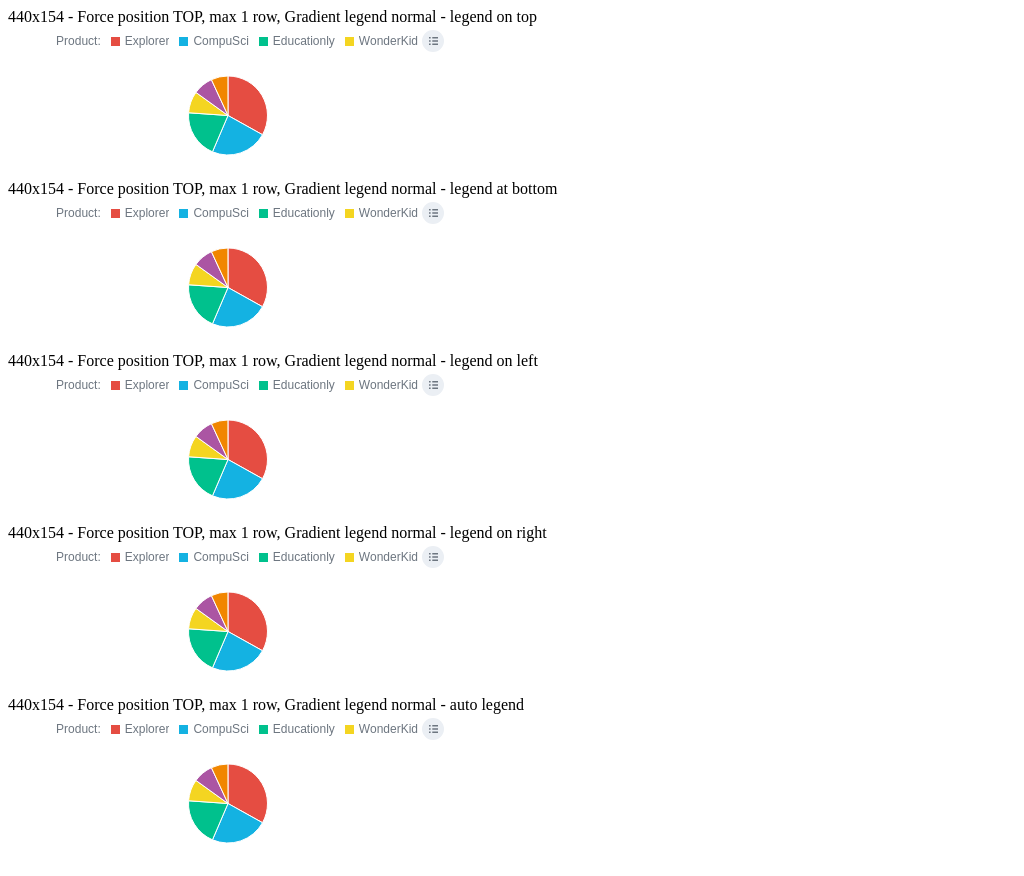 440x154 - Force position TOP, max 1 row, Gradient legend normal - legend on top
Product: Explorer CompuSci Educationly WonderKid
440x154 - Force position TOP, max 1 row, Gradient legend normal - legend at bottom
Product: Explorer CompuSci Educationly WonderKid
440x154 - Force position TOP, max 1 row, Gradient legend normal - legend on left
Product: Explorer CompuSci Educationly WonderKid
440x154 - Force position TOP, max 1 row, Gradient legend normal - legend on right
Product: Explorer CompuSci Educationly WonderKid
440x154 - Force position TOP, max 1 row, Gradient legend normal - auto legend
Product: Explorer CompuSci Educationly WonderKid